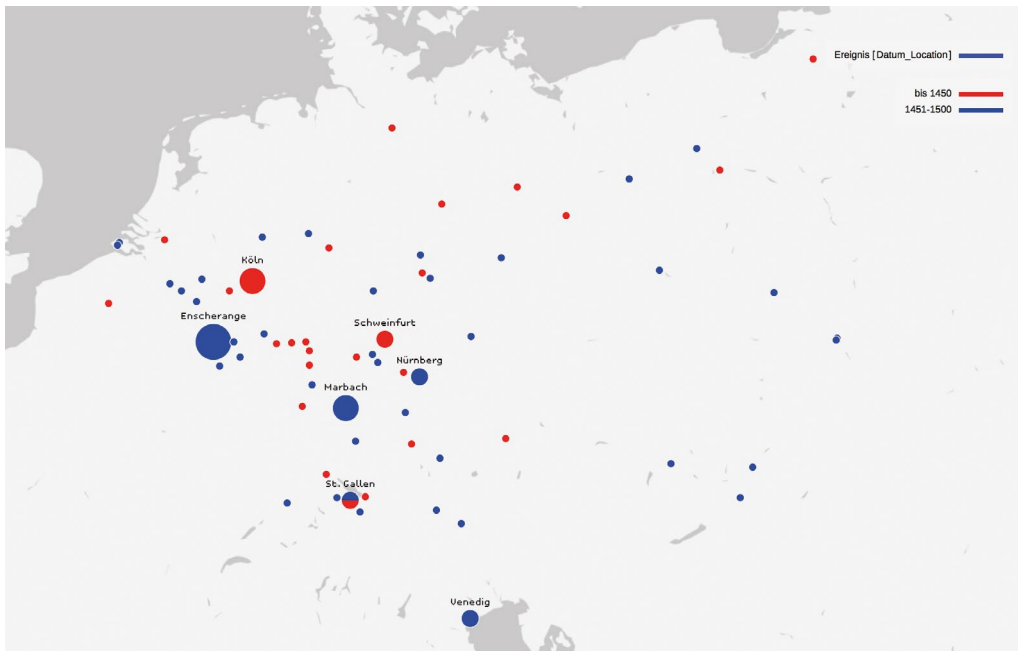 Ereignis [Datum_Location]
bis 1450
1451-1500
Köln
Enscherange
Schweinfurt
Nürnberg
Marbach
St. Gallen
Venedig